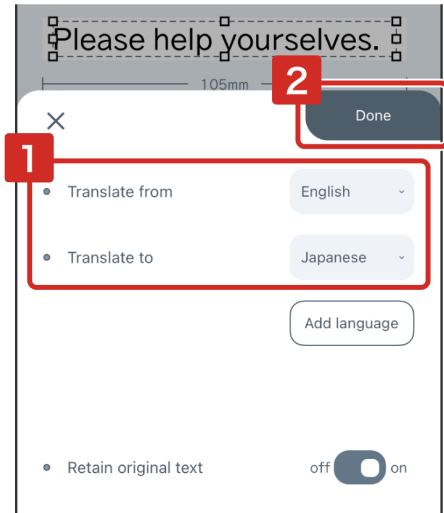 Please help yourselves.
105mm
2
Done
1
Translate from English
Translate to Japanese
Add language
Retain original text off on